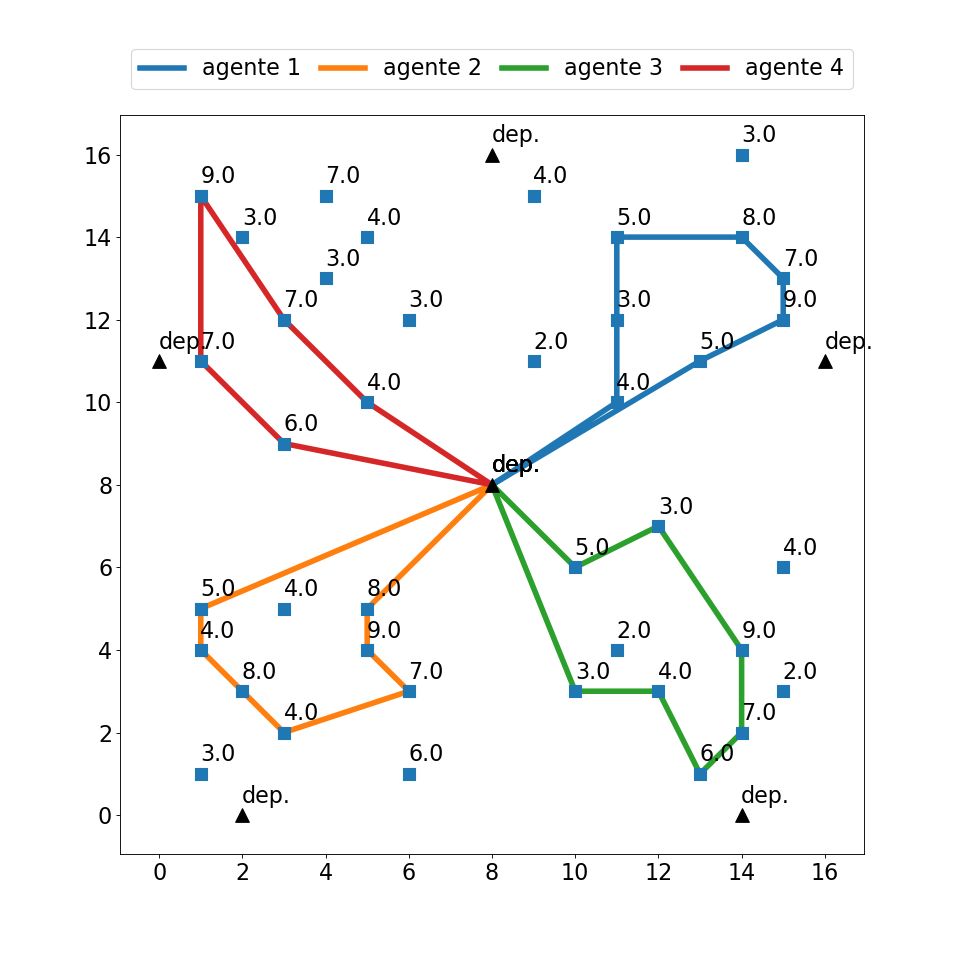 agente 1 agente 2 agente 3 agente 4
dep. 3.0
16
9.0 7.0 4.0
3.0 4.0 5.0 8.0
14
3.0 7.0
7.0 3.0 3.0 9.0
12
dep. 7.0 2.0 5.0 dep.
4.0 4.0
10
6.0
dep. dep.
8
3.0
5.0 4.0
6
5.0 4.0 8.0
4.0 9.0 2.0 9.0
4
8.0 7.0 3.0 4.0 2.0
4.0 7.0
2
3.0 6.0 6.0
dep. dep.
0
0 2 4 6 8 10 12 14 16